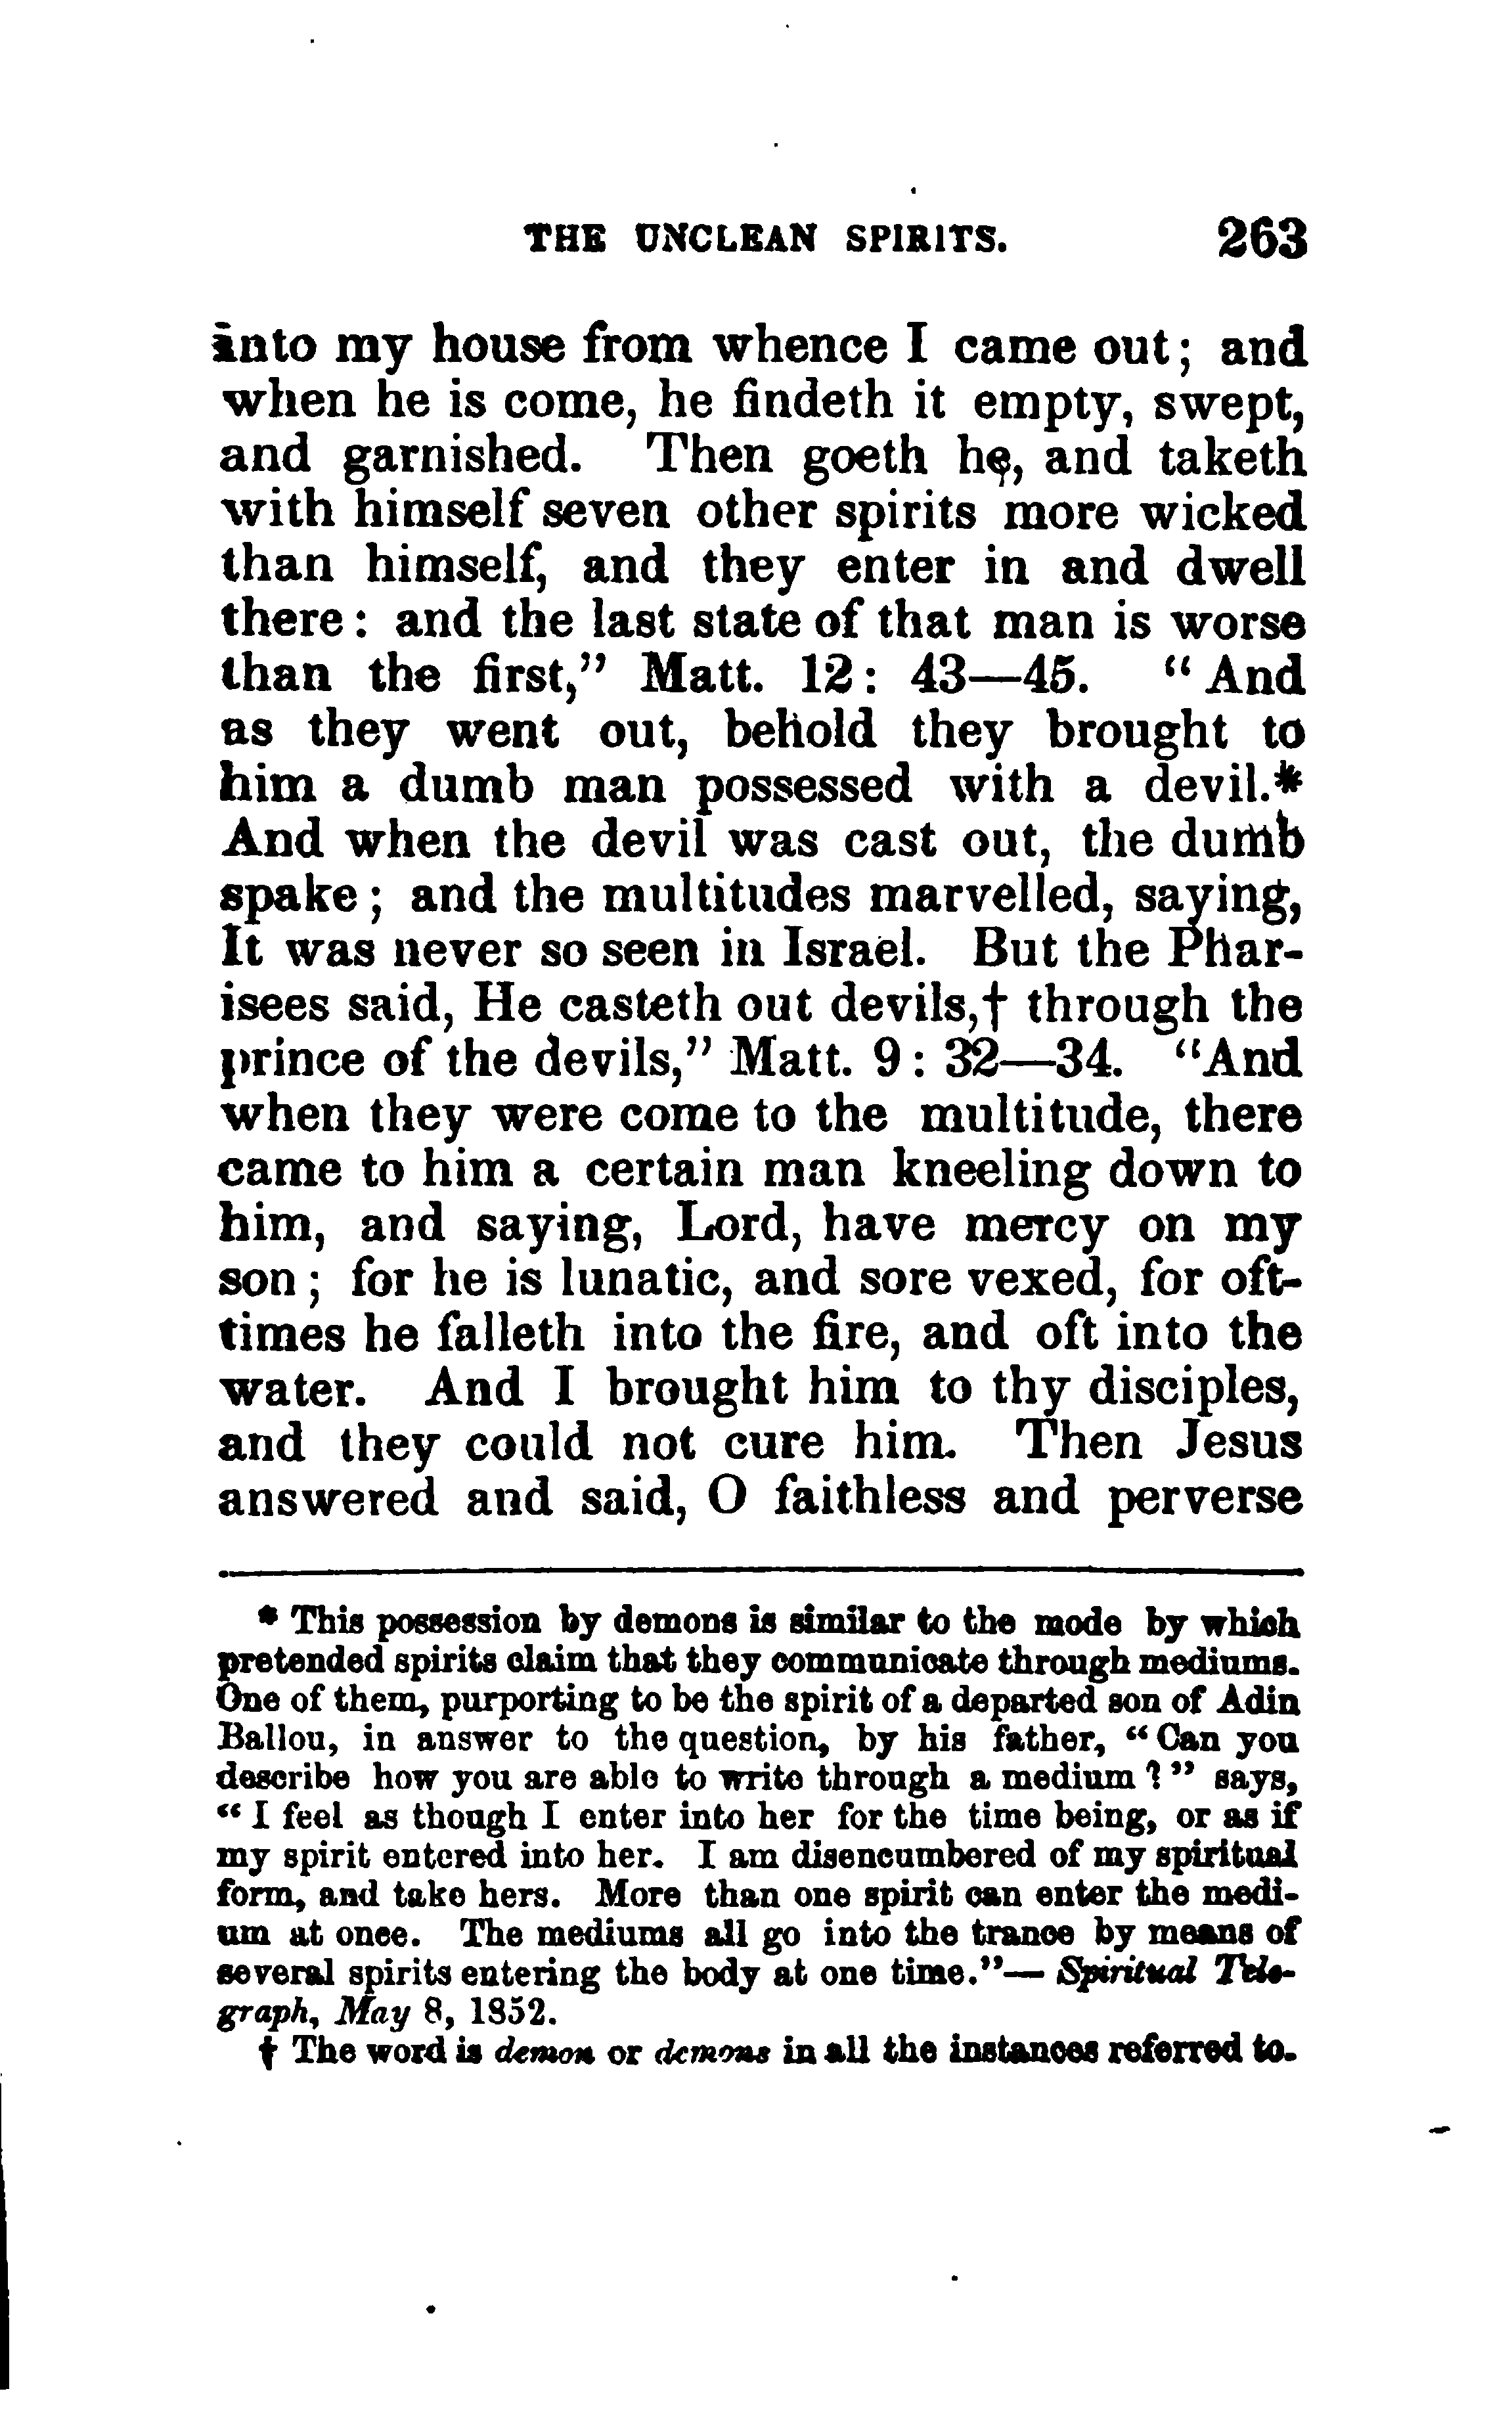 THE UNCLEAN SPIRITS. 263
into my house from whence I came out; and
when he is come, he findeth it empty, swept,
and garnished. Then goeth he, and taketh
with himself seven other spirits more wicked
than himself, and they enter in and dwell
there: and the last state of that man is worse
than the first,” Matt. 12: 43—45. “And
as they went out, behold they brought to
him a dumb man possessed with a devil.*
And when the devil was cast out, the dumb
spake; and the multitudes marvelled, saying,
It was never so seen in Israel. But the Phar-
isees said, He casteth out devils,† through the
prince of the devils,” Matt. 9: 32—34. “And
when they were come to the multitude, there
came to him a certain man kneeling down to
him, and saying, Lord, have mercy on my
son; for he is lunatic, and sore vexed, for oft-
times he falleth into the fire, and oft into the
water. And I brought him to thy disciples,
and they could not cure him. Then Jesus
answered and said, O faithless and perverse
* This possession by demons is similar to the mode by which
pretended spirits claim that they communicate through mediums.
One of them, purporting to be the spirit of a departed son of Adin
Ballou, in answer to the question, by his father, “Can you
describe how you are able to write through a medium?” says,
“I feel as though I enter into her for the time being, or as if
my spirit entered into her. I am disencumbered of my spiritual
form, and take hers. More than one spirit can enter the medi-
um at once. The mediums all go into the trance by means of
several spirits entering the body at one time.”— Spiritual Tele-
graph, May 8, 1852.
† The word is demon or demons in all the instances referred to.